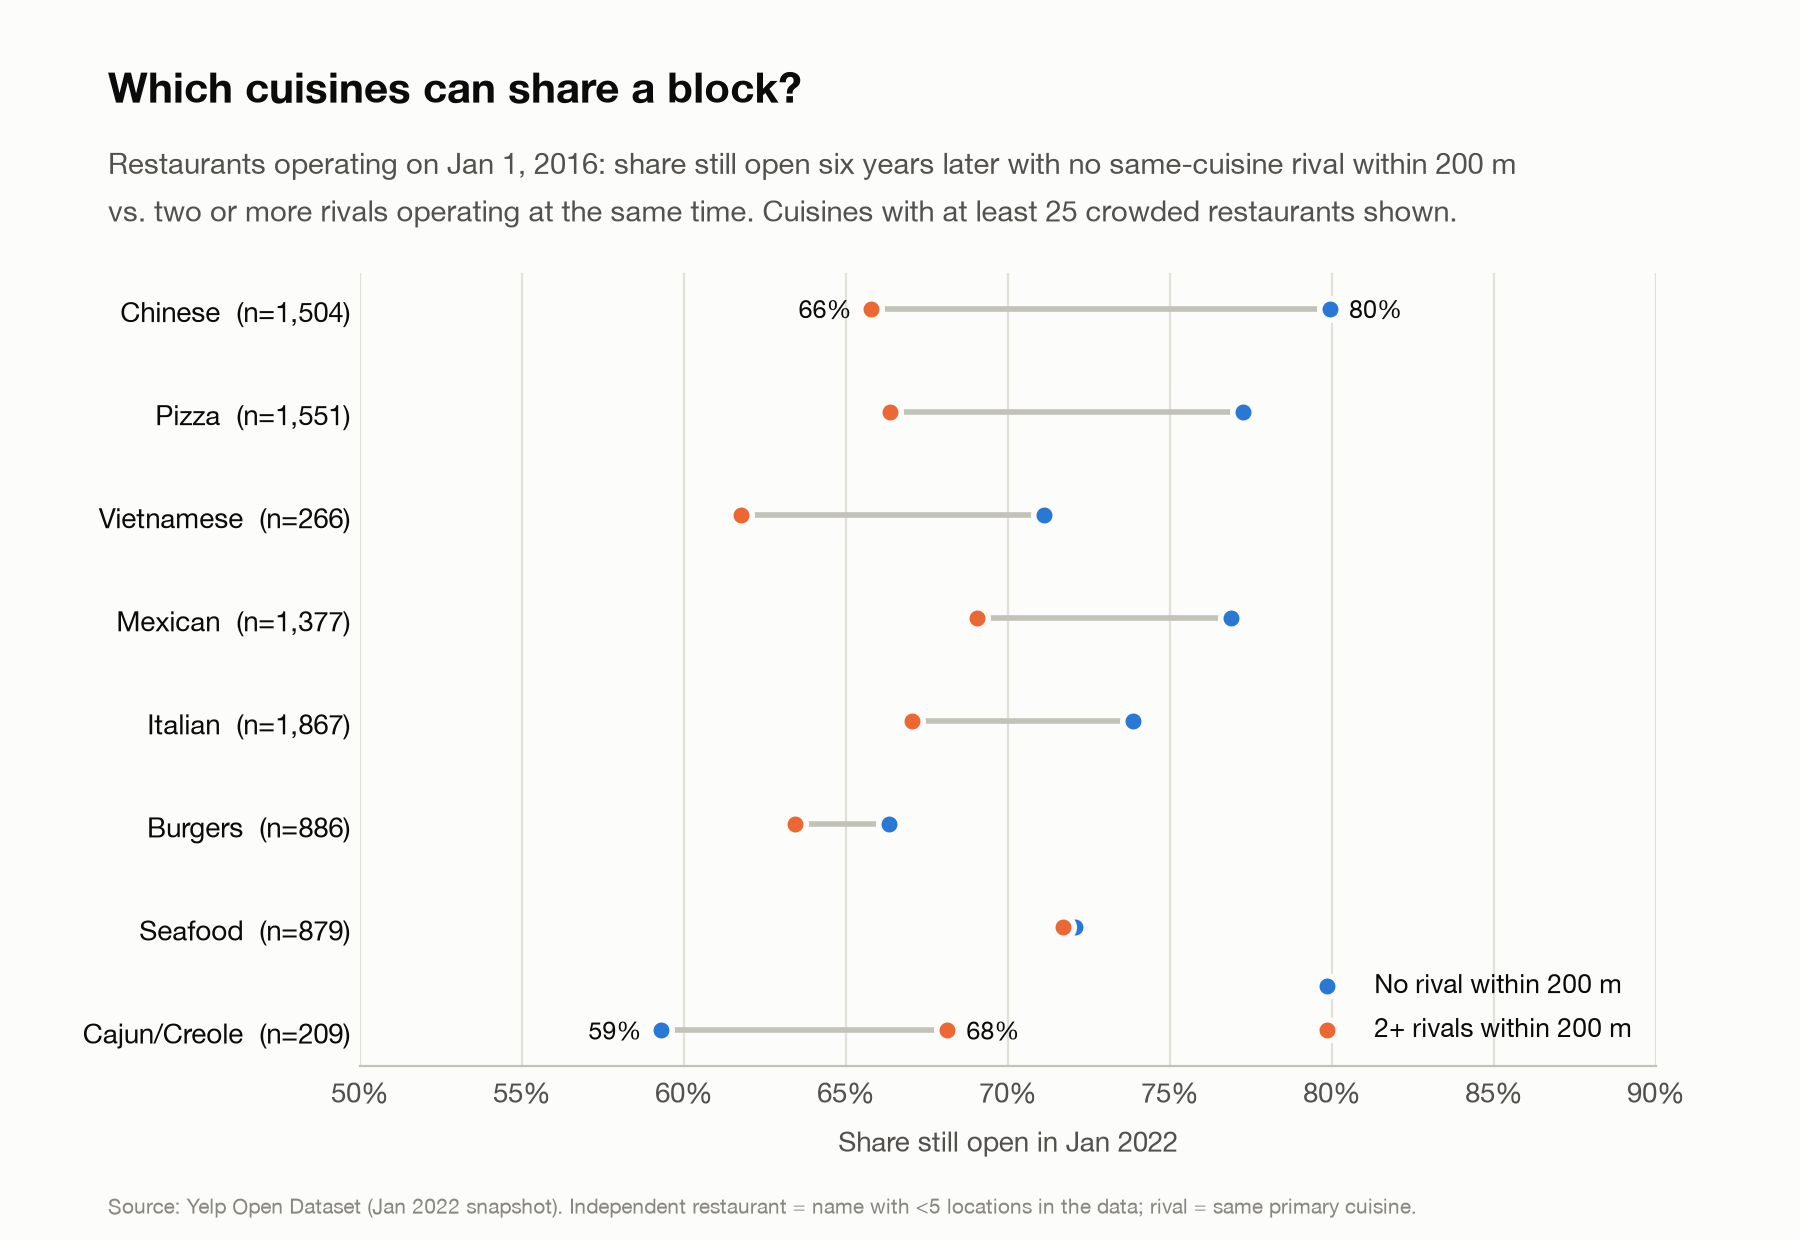 Which cuisines can share a block?
Restaurants operating on Jan 1, 2016: share still open six years later with no same-cuisine rival within 200 m
vs. two or more rivals operating at the same time. Cuisines with at least 25 crowded restaurants shown.
Chinese (n=1,504)
66%
80%
Pizza (n=1,551)
Vietnamese (n=266)
Mexican (n=1,377)
Italian (n=1,867)
Burgers (n=886)
Seafood (n=879)
No rival within 200 m
2+ rivals within 200 m
Cajun/Creole (n=209)
59%
68%
50% 55% 60% 65% 70% 75% 80% 85% 90%
Share still open in Jan 2022
Source: Yelp Open Dataset (Jan 2022 snapshot). Independent restaurant = name with <5 locations in the data; rival = same primary cuisine.